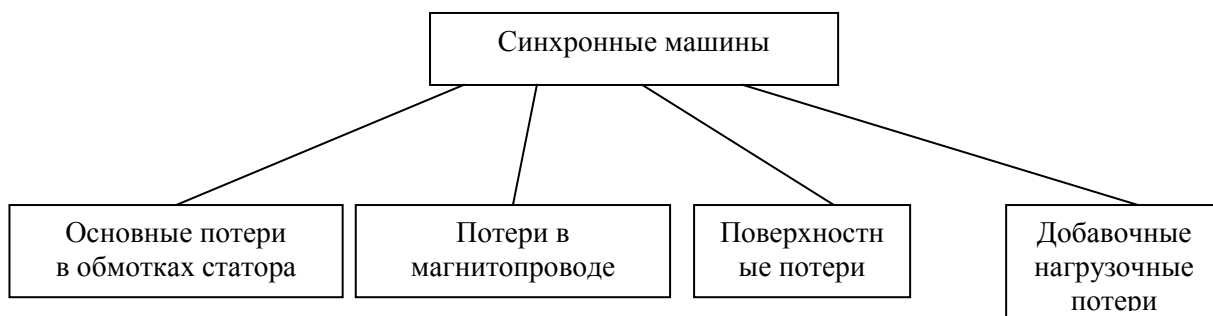 Синхронные машины
Основные потери
в обмотках статора
Потери в
магнитопроводе
Поверхностн
ые потери
Добавочные
нагрузочные
потери